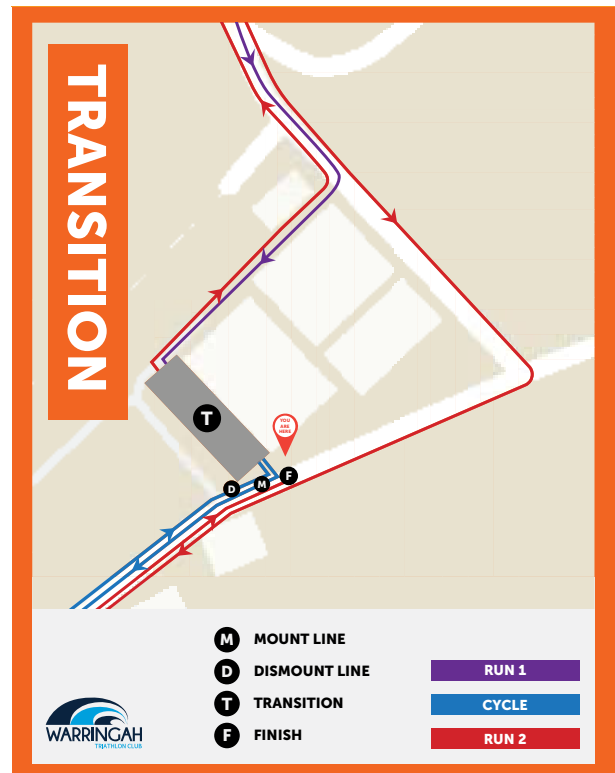 TRANSITION
T
YOU
ARE
HERE
D
M
F
M MOUNT LINE
D DISMOUNT LINE
T TRANSITION
F FINISH
RUN 1
CYCLE
RUN 2
WARRINGAH
TRIATHLON CLUB